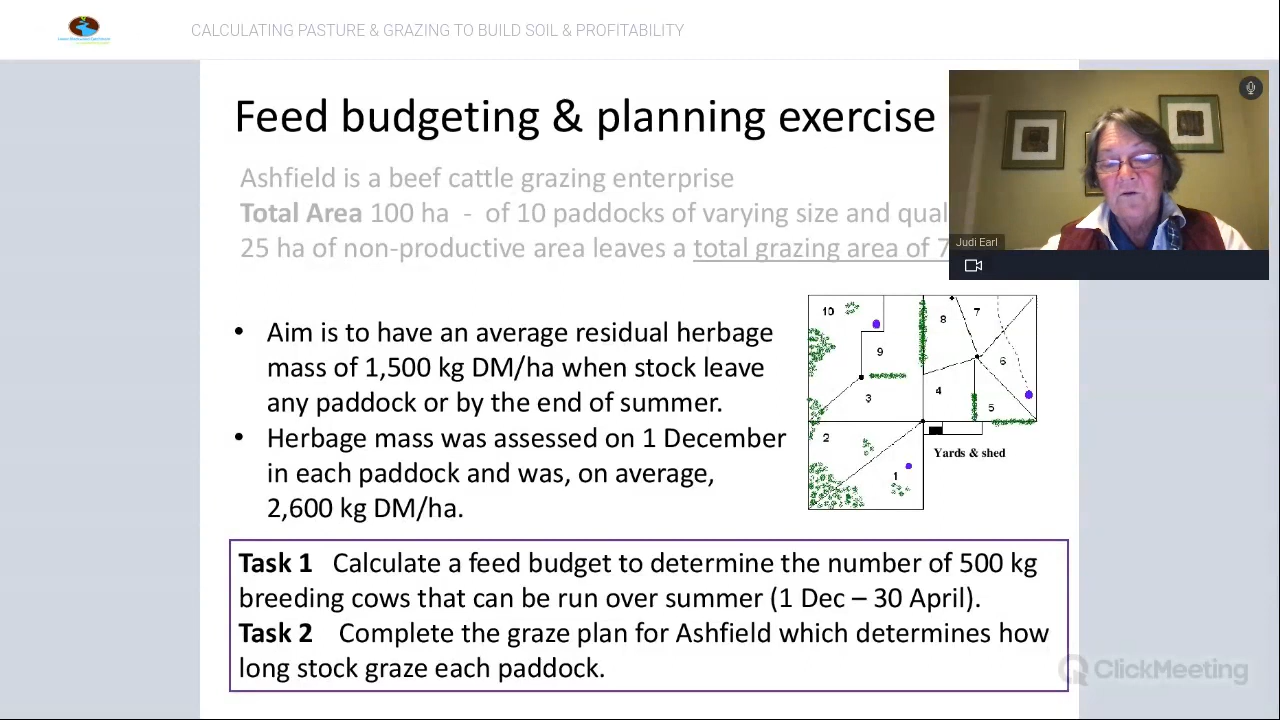 CALCULATING PASTURE & GRAZING TO BUILD SOIL & PROFITABILITY
Feed budgeting & planning exercise
Ashfield is a beef cattle grazing enterprise
Total Area 100 ha  -  of 10 paddocks of varying size and qual
25 ha of non-productive area leaves a total grazing area of 7
Judi Earl
• Aim is to have an average residual herbage
mass of 1,500 kg DM/ha when stock leave
any paddock or by the end of summer.
• Herbage mass was assessed on 1 December
in each paddock and was, on average,
2,600 kg DM/ha.
10
8
7
9
6
3
4
5
2
1
Yards & shed
Task 1   Calculate a feed budget to determine the number of 500 kg
breeding cows that can be run over summer (1 Dec – 30 April).
Task 2    Complete the graze plan for Ashfield which determines how
long stock graze each paddock.
ClickMeeting